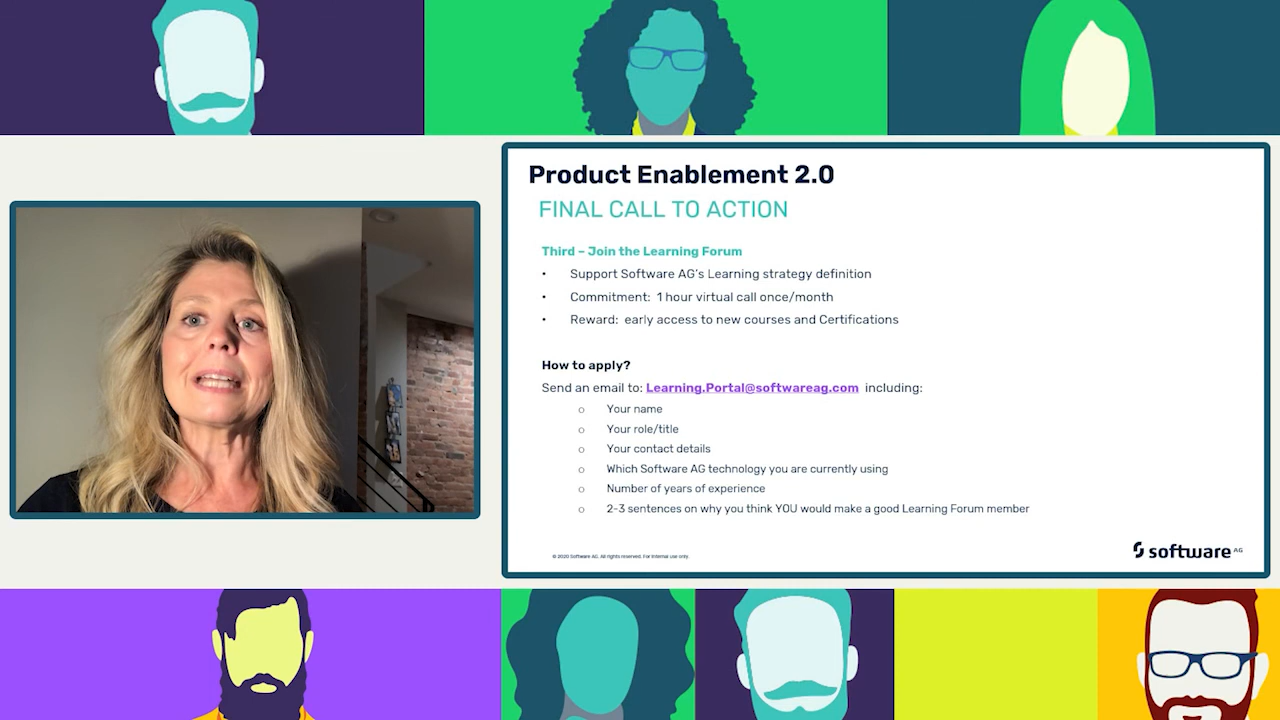 Product Enablement 2.0
FINAL CALL TO ACTION
Third – Join the Learning Forum
• Support Software AG's Learning strategy definition
• Commitment: 1 hour virtual call once/month
• Reward: early access to new courses and Certifications
How to apply?
Send an email to: Learning.Portal@softwareag.com including:
o Your name
o Your role/title
o Your contact details
o Which Software AG technology you are currently using
o Number of years of experience
o 2-3 sentences on why you think YOU would make a good Learning Forum member
© 2020 Software AG. All rights reserved. For internal use only.
software AG